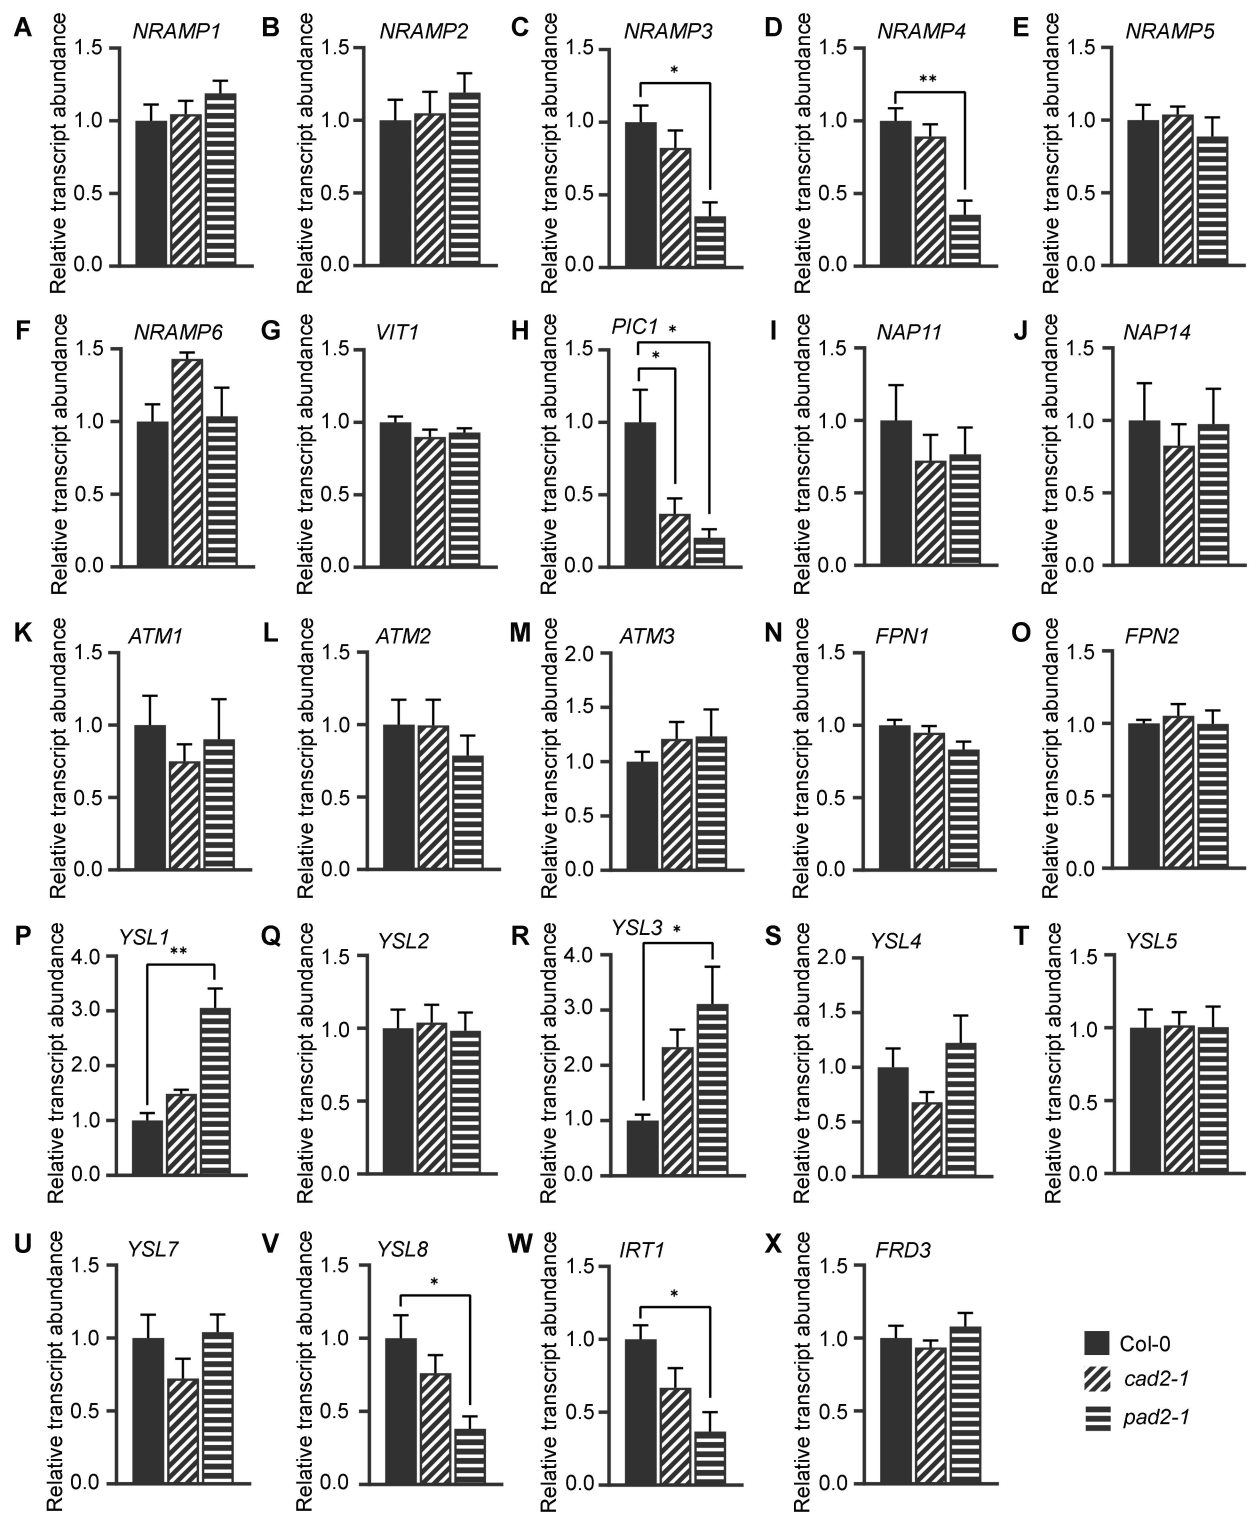 A NRAMP1
Relative transcript abundance
1.5
1.0
0.5
0.0
B NRAMP2
Relative transcript abundance
1.5
1.0
0.5
0.0
C NRAMP3
Relative transcript abundance
1.5
*
1.0
0.5
0.0
D NRAMP4
Relative transcript abundance
1.5
**
1.0
0.5
0.0
E NRAMP5
Relative transcript abundance
1.5
1.0
0.5
0.0
F NRAMP6
Relative transcript abundance
1.5
1.0
0.5
0.0
G VIT1
Relative transcript abundance
1.5
1.0
0.5
0.0
H PIC1 *
Relative transcript abundance
1.5
*
1.0
0.5
0.0
I NAP11
Relative transcript abundance
1.5
1.0
0.5
0.0
J NAP14
Relative transcript abundance
1.5
1.0
0.5
0.0
K ATM1
Relative transcript abundance
1.5
1.0
0.5
0.0
L ATM2
Relative transcript abundance
1.5
1.0
0.5
0.0
M ATM3
Relative transcript abundance
2.0
1.5
1.0
0.5
0.0
N FPN1
Relative transcript abundance
1.5
1.0
0.5
0.0
O FPN2
Relative transcript abundance
1.5
1.0
0.5
0.0
P YSL1
Relative transcript abundance
**
4.0
3.0
2.0
1.0
0.0
Q YSL2
Relative transcript abundance
1.5
1.0
0.5
0.0
R YSL3 *
Relative transcript abundance
4.0
3.0
2.0
1.0
0.0
S YSL4
Relative transcript abundance
2.0
1.5
1.0
0.5
0.0
T YSL5
Relative transcript abundance
1.5
1.0
0.5
0.0
U YSL7
Relative transcript abundance
1.5
1.0
0.5
0.0
V YSL8
Relative transcript abundance
1.5
*
1.0
0.5
0.0
W IRT1
Relative transcript abundance
1.5
*
1.0
0.5
0.0
X FRD3
Relative transcript abundance
1.5
1.0
0.5
0.0
Col-0
cad2-1
pad2-1